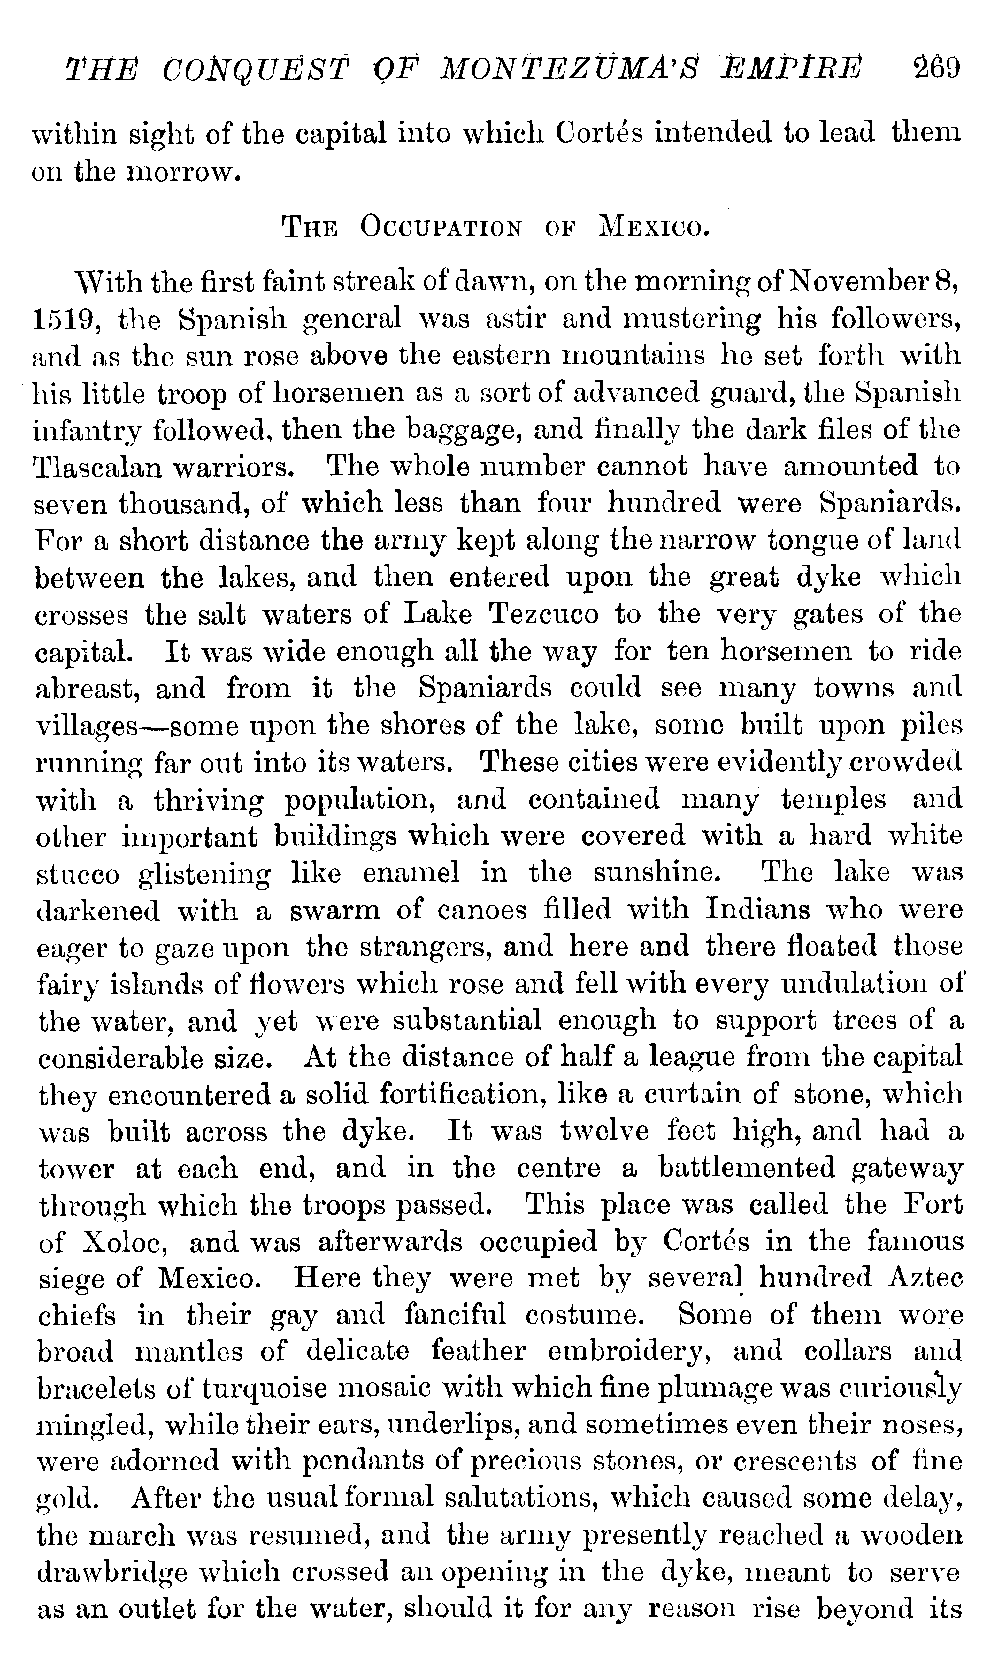 THE CONQUEST OF MONTEZUMA'S EMPIRE 269
within sight of the capital into which Cortés intended to lead them
on the morrow.
THE OCCUPATION OF MEXICO.
With the first faint streak of dawn, on the morning of November 8,
1519, the Spanish general was astir and mustering his followers,
and as the sun rose above the eastern mountains he set forth with
his little troop of horsemen as a sort of advanced guard, the Spanish
infantry followed, then the baggage, and finally the dark files of the
Tlascalan warriors. The whole number cannot have amounted to
seven thousand, of which less than four hundred were Spaniards.
For a short distance the army kept along the narrow tongue of land
between the lakes, and then entered upon the great dyke which
crosses the salt waters of Lake Tezcuco to the very gates of the
capital. It was wide enough all the way for ten horsemen to ride
abreast, and from it the Spaniards could see many towns and
villages—some upon the shores of the lake, some built upon piles
running far out into its waters. These cities were evidently crowded
with a thriving population, and contained many temples and
other important buildings which were covered with a hard white
stucco glistening like enamel in the sunshine. The lake was
darkened with a swarm of canoes filled with Indians who were
eager to gaze upon the strangers, and here and there floated those
fairy islands of flowers which rose and fell with every undulation of
the water, and yet were substantial enough to support trees of a
considerable size. At the distance of half a league from the capital
they encountered a solid fortification, like a curtain of stone, which
was built across the dyke. It was twelve feet high, and had a
tower at each end, and in the centre a battlemented gateway
through which the troops passed. This place was called the Fort
of Xoloc, and was afterwards occupied by Cortés in the famous
siege of Mexico. Here they were met by several hundred Aztec
chiefs in their gay and fanciful costume. Some of them wore
broad mantles of delicate feather embroidery, and collars and
bracelets of turquoise mosaic with which fine plumage was curiously
mingled, while their ears, underlips, and sometimes even their noses,
were adorned with pendants of precious stones, or crescents of fine
gold. After the usual formal salutations, which caused some delay,
the march was resumed, and the army presently reached a wooden
drawbridge which crossed an opening in the dyke, meant to serve
as an outlet for the water, should it for any reason rise beyond its